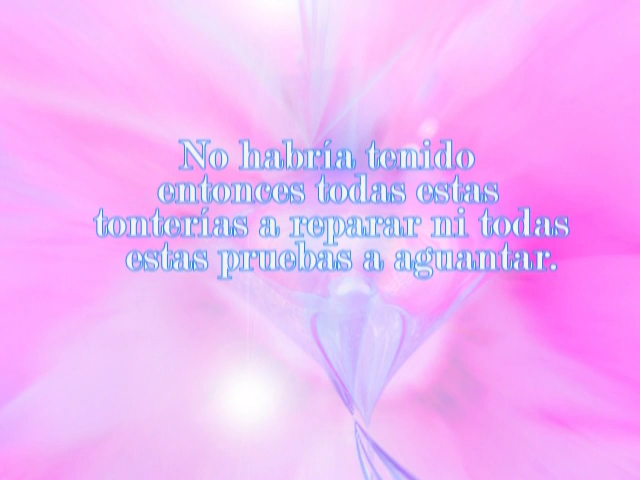 No habría tenido
entonces todas estas
tonterías a reparar ni todas
estas pruebas a aguantar.